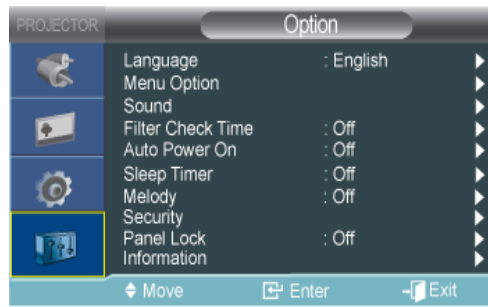 PROJECTOR Option
Language : English
Menu Option
Sound
Filter Check Time : Off
Auto Power On : Off
Sleep Timer : Off
Melody : Off
Security
Panel Lock : Off
Information
Move Enter Exit